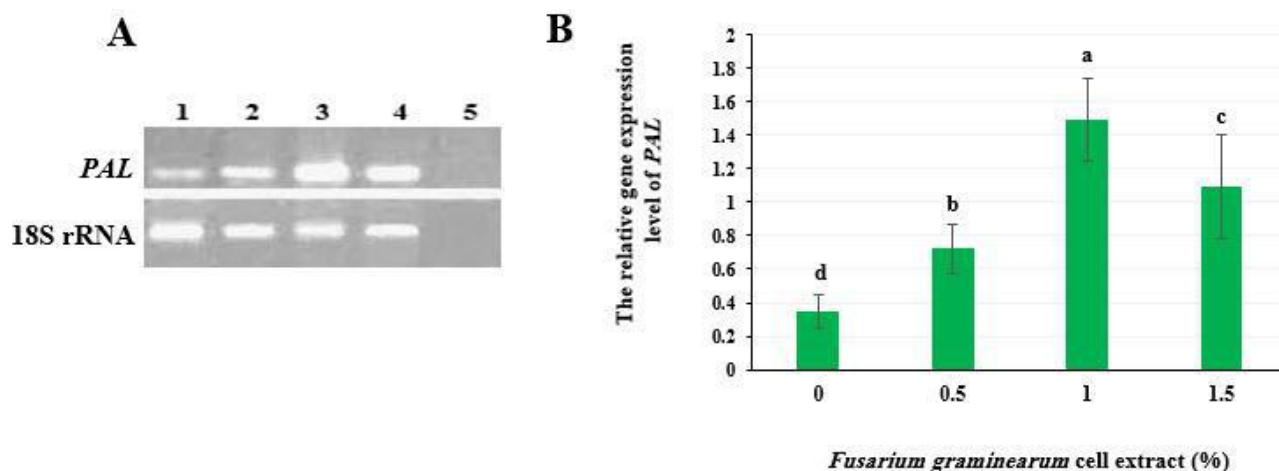 A
1 2 3 4 5
PAL
18S rRNA
B
The relative gene expression
level of PAL
2
1.8
1.6
1.4
1.2
1
0.8
0.6
0.4
0.2
0
d
b
a
c
0 0.5 1 1.5
Fusarium graminearum cell extract (%)